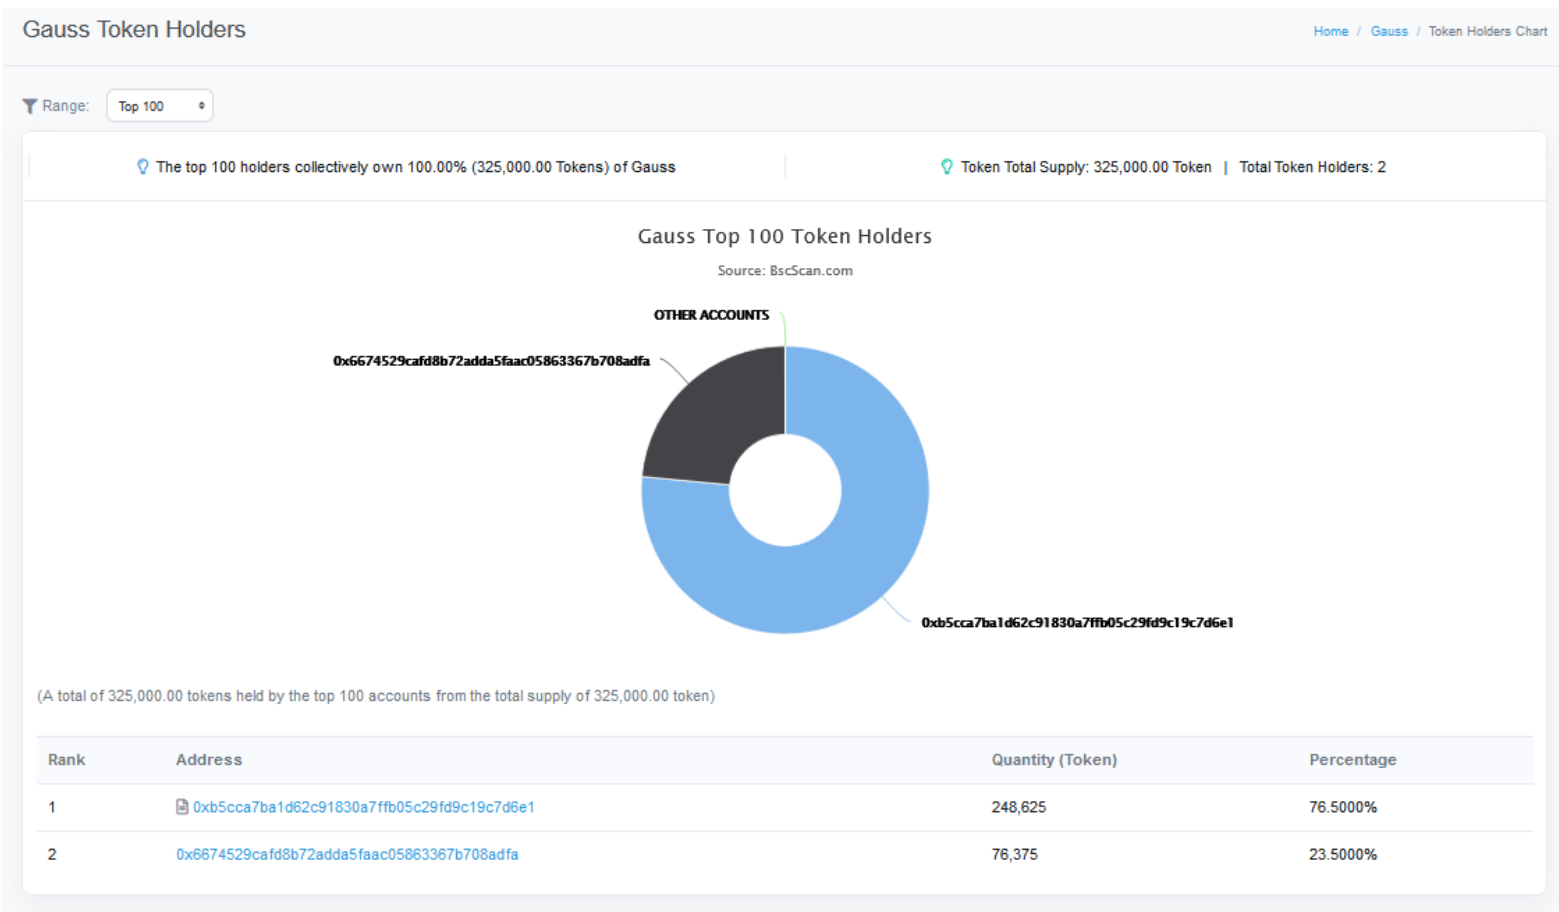 Gauss Token Holders
Home / Gauss / Token Holders Chart
Range: Top 100
The top 100 holders collectively own 100.00% (325,000.00 Tokens) of Gauss
Token Total Supply: 325,000.00 Token | Total Token Holders: 2
Gauss Top 100 Token Holders
Source: BscScan.com
OTHER ACCOUNTS
0x6674529cafd8b72adda5faac05863367b708adfa
0xb5cca7ba1d62c91830a7ffb05c29fd9c19c7d6e1
(A total of 325,000.00 tokens held by the top 100 accounts from the total supply of 325,000.00 token)
Rank Address Quantity (Token) Percentage
1 0xb5cca7ba1d62c91830a7ffb05c29fd9c19c7d6e1 248,625 76.5000%
2 0x6674529cafd8b72adda5faac05863367b708adfa 76,375 23.5000%